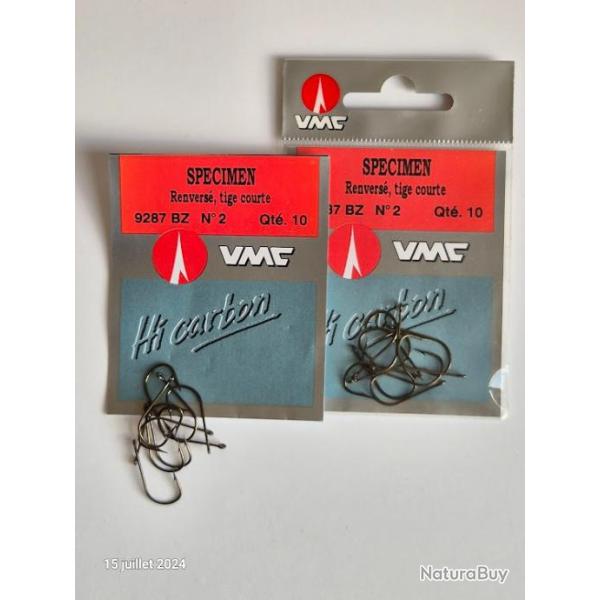 VMC
SPECIMEN
Renversé, tige courte
9287 BZ N°2 Qté. 10
VMC
Hi carbon
SPECIMEN
Renversé, tige courte
87 BZ N°2 Qté. 10
VMC
Hi carbon
15 juillet 2024
NaturaBuy